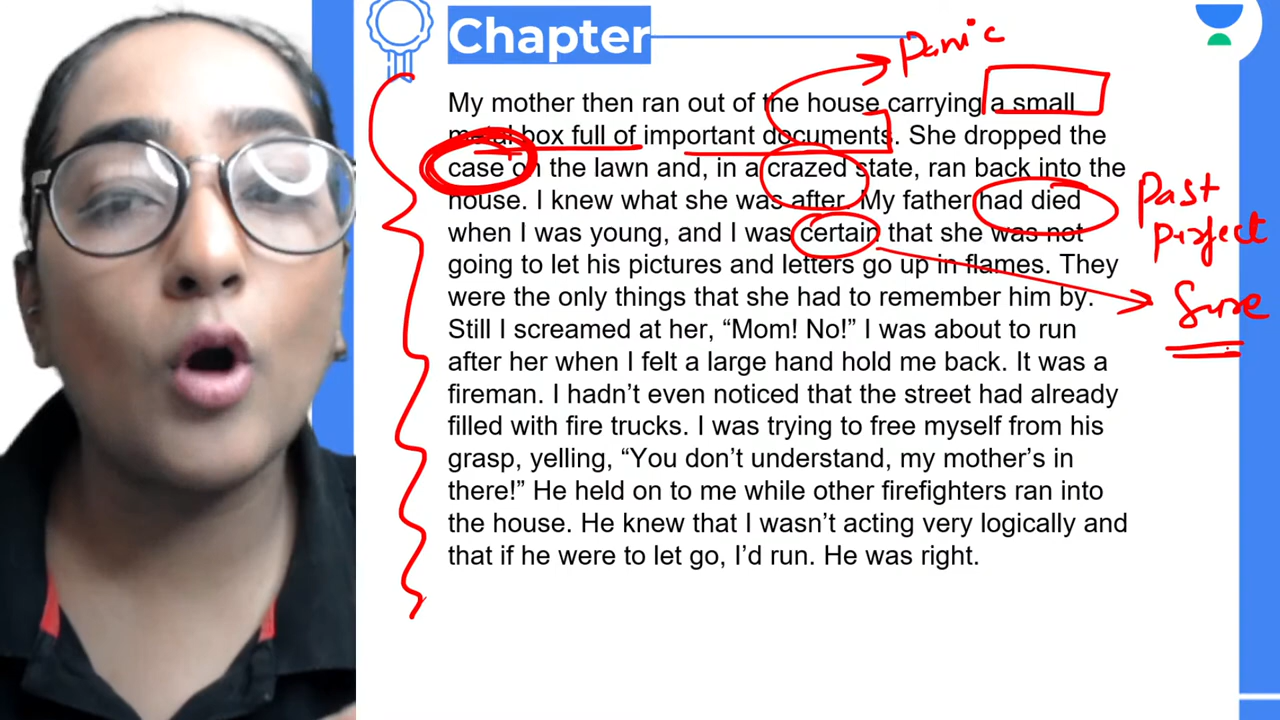 Chapter
panic
My mother then ran out of the house carrying a small
metal box full of important documents. She dropped the
case on the lawn and, in a crazed state, ran back into the
house. I knew what she was after. My father had died
when I was young, and I was certain that she was not
going to let his pictures and letters go up in flames. They
were the only things that she had to remember him by.
Still I screamed at her, “Mom! No!” I was about to run
after her when I felt a large hand hold me back. It was a
fireman. I hadn’t even noticed that the street had already
filled with fire trucks. I was trying to free myself from his
grasp, yelling, “You don’t understand, my mother’s in
there!” He held on to me while other firefighters ran into
the house. He knew that I wasn’t acting very logically and
that if he were to let go, I’d run. He was right.
Past
perfect
Sure